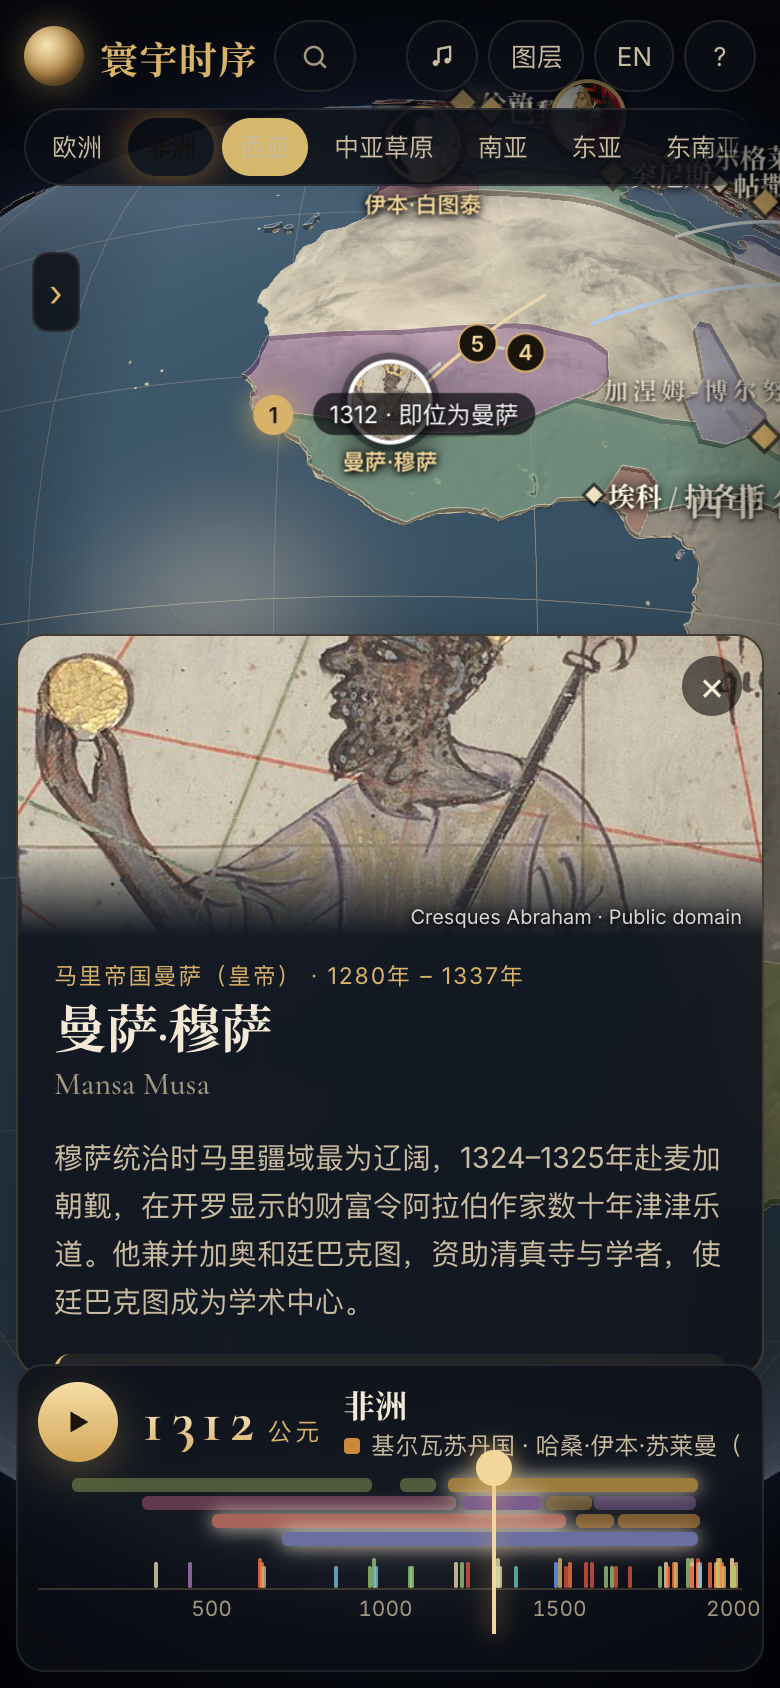 寰宇时序
图层
EN
?
欧洲
非洲
西亚
中亚草原
南亚
东亚
东南亚
突尼斯
伊本·白图泰
5
4
加涅姆-博尔努
1
1312 · 即位为曼萨
曼萨·穆萨
埃科 / 拉各斯
Cresques Abraham · Public domain
马里帝国曼萨（皇帝） · 1280年 – 1337年
曼萨·穆萨
Mansa Musa
穆萨统治时马里疆域最为辽阔，1324–1325年赴麦加
朝觐，在开罗显示的财富令阿拉伯作家数十年津津乐
道。他兼并加奥和廷巴克图，资助清真寺与学者，使
廷巴克图成为学术中心。
1312 公元
非洲
基尔瓦苏丹国 · 哈桑·伊本·苏莱曼（
500
1000
1500
2000